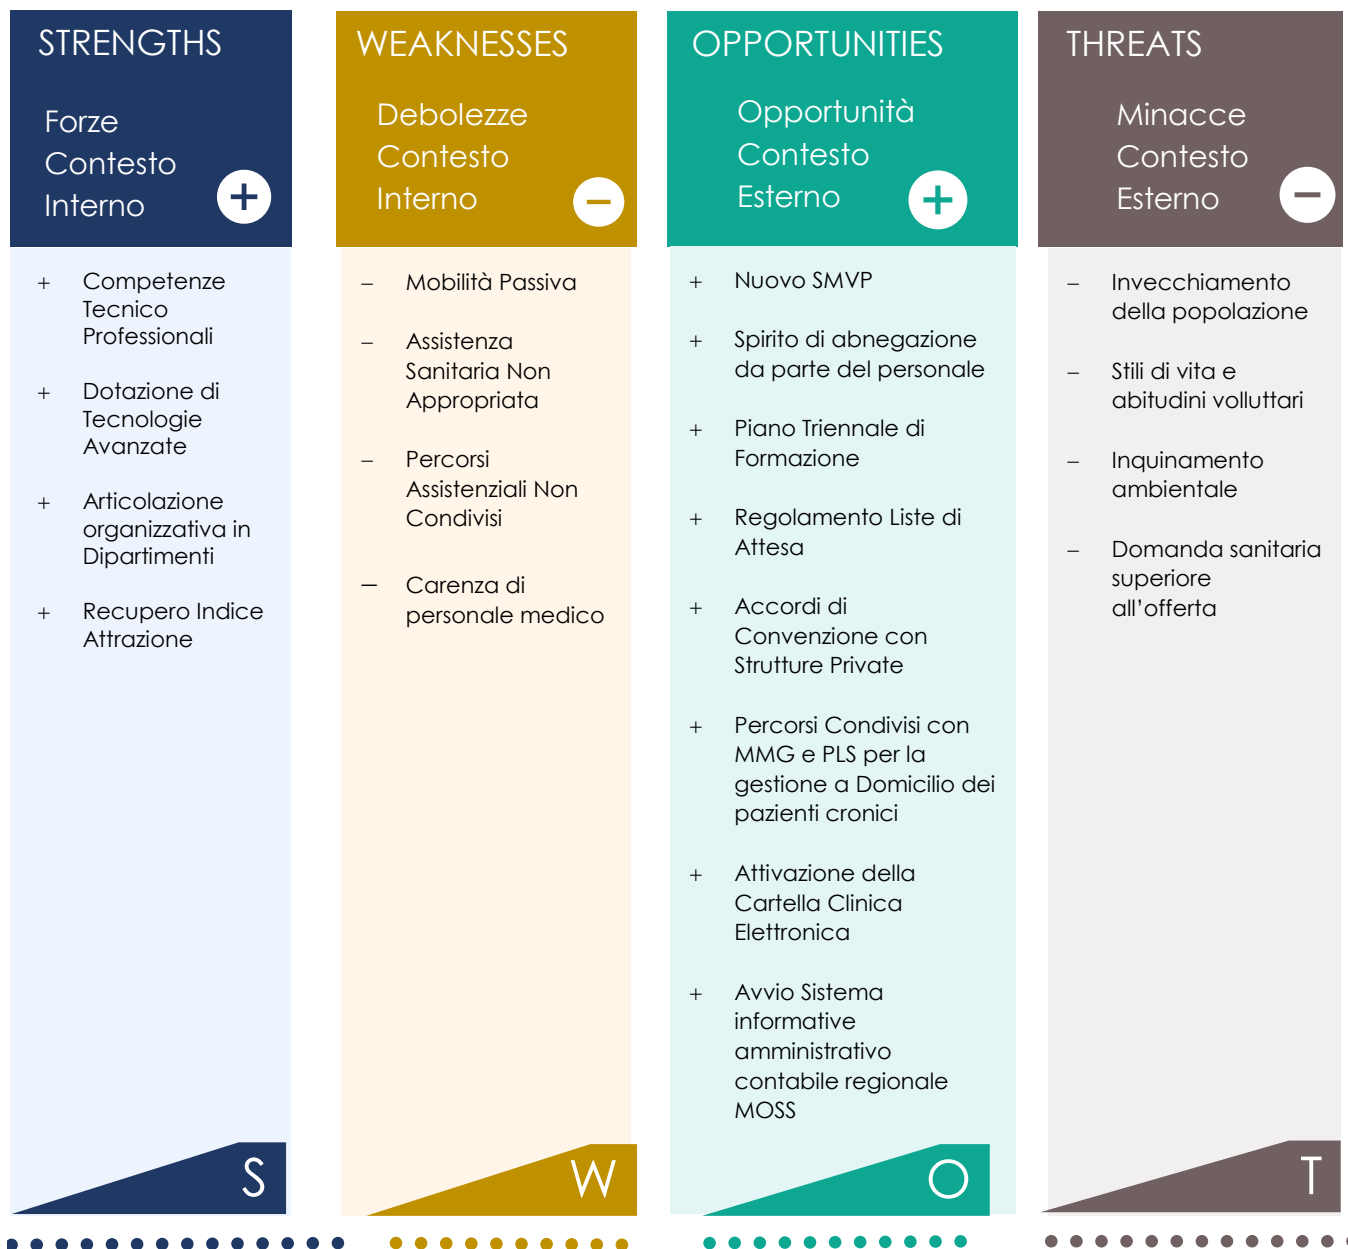 STRENGTHS
Forze
Contesto
Interno
+ Competenze
Tecnico
Professionali
+ Dotazione di
Tecnologie
Avanzate
+ Articolazione
organizzativa in
Dipartimenti
+ Recupero Indice
Attrazione
S
WEAKNESSES
Debolezze
Contesto
Interno
– Mobilità Passiva
– Assistenza
Sanitaria Non
Appropriata
– Percorsi
Assistenziali Non
Condivisi
– Carenza di
personale medico
W
OPPORTUNITIES
Opportunità
Contesto
Esterno
+ Nuovo SMVP
+ Spirito di abnegazione
da parte del personale
+ Piano Triennale di
Formazione
+ Regolamento Liste di
Attesa
+ Accordi di
Convenzione con
Strutture Private
+ Percorsi Condivisi con
MMG e PLS per la
gestione a Domicilio dei
pazienti cronici
+ Attivazione della
Cartella Clinica
Elettronica
+ Avvio Sistema
informative
amministrativo
contabile regionale
MOSS
O
THREATS
Minacce
Contesto
Esterno
– Invecchiamento
della popolazione
– Stili di vita e
abitudini volluttari
– Inquinamento
ambientale
– Domanda sanitaria
superiore
all'offerta
T